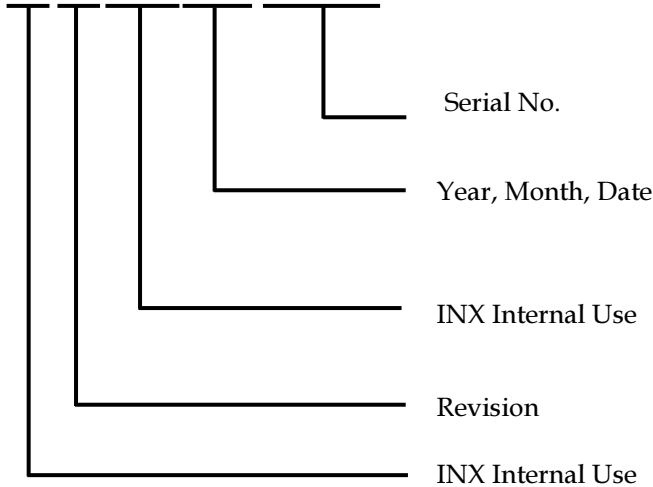 Serial No.
Year, Month, Date
INX Internal Use
Revision
INX Internal Use